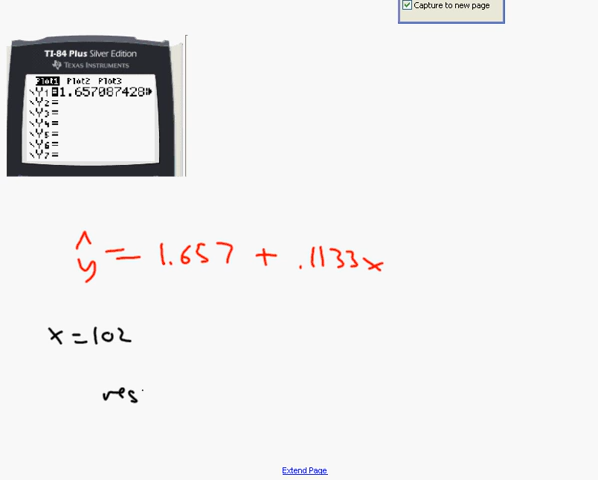 Capture to new page
TI-84 Plus Silver Edition
TEXAS INSTRUMENTS
Plot1 Plot2 Plot3
\Y1=1.657087428
\Y2=
\Y3=
\Y4=
\Y5=
\Y6=
\Y7=
ŷ = 1.657 + .1133x
x = 102
res
Extend Page